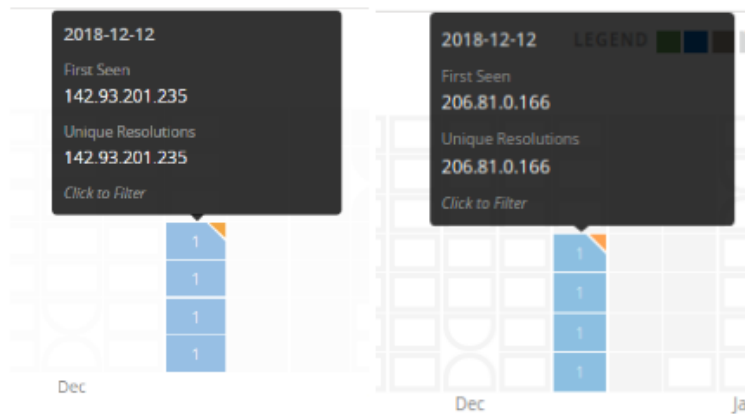 2018-12-12
First Seen
142.93.201.235
Unique Resolutions
142.93.201.235
Click to Filter
1
1
1
1
Dec
2018-12-12
LEGEND
First Seen
206.81.0.166
Unique Resolutions
206.81.0.166
Click to Filter
1
1
1
1
Dec
Ja